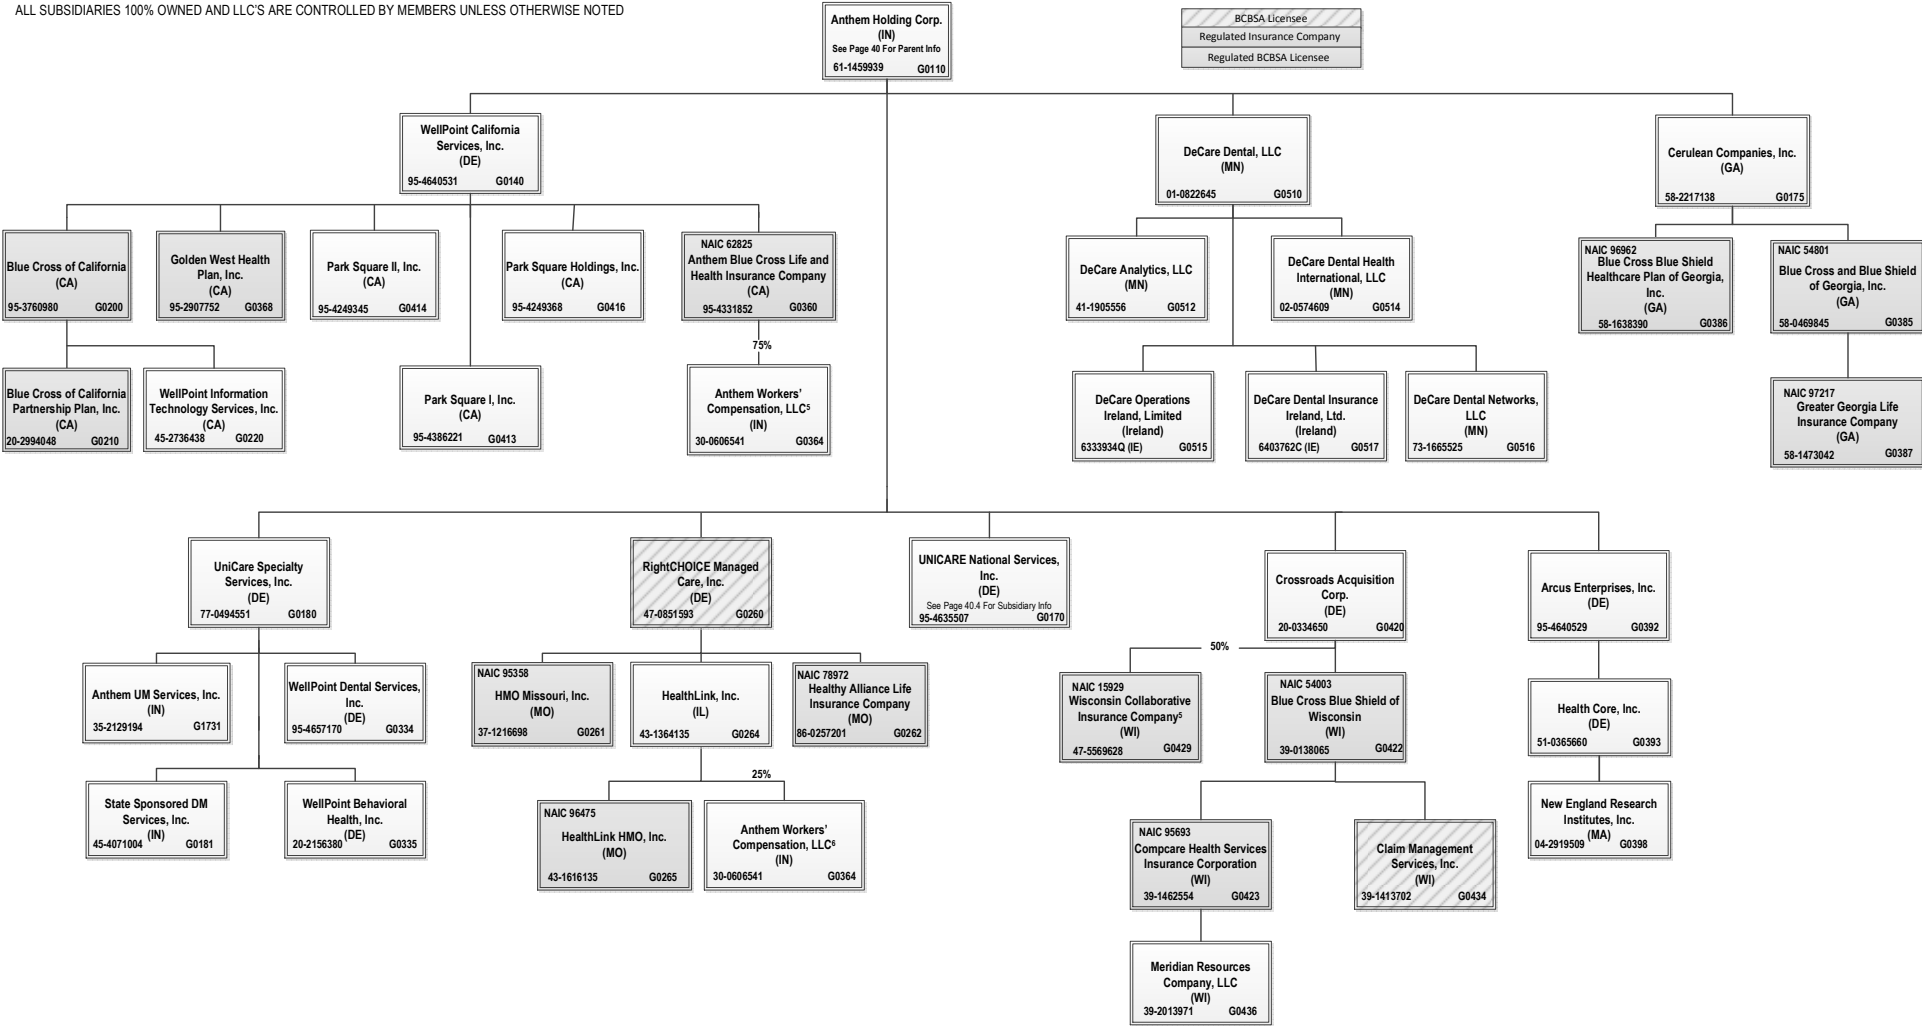 ALL SUBSIDIARIES 100% OWNED AND LLC'S ARE CONTROLLED BY MEMBERS UNLESS OTHERWISE NOTED
Anthem Holding Corp.
(IN)
See Page 40 For Parent Info
61-1459939 G0110
BCBSA Licensee
Regulated Insurance Company
Regulated BCBSA Licensee
WellPoint California
Services, Inc.
(DE)
95-4640531 G0140
DeCare Dental, LLC
(MN)
01-0822645 G0510
Cerulean Companies, Inc.
(GA)
58-2217138 G0175
Blue Cross of California
(CA)
95-3760980 G0200
Golden West Health
Plan, Inc.
(CA)
95-2907752 G0368
Park Square II, Inc.
(CA)
95-4249345 G0414
Park Square Holdings, Inc.
(CA)
95-4249368 G0416
NAIC 62825
Anthem Blue Cross Life and
Health Insurance Company
(CA)
95-4331852 G0360
DeCare Analytics, LLC
(MN)
41-1905556 G0512
DeCare Dental Health
International, LLC
(MN)
02-0574609 G0514
NAIC 96962
Blue Cross Blue Shield
Healthcare Plan of Georgia,
Inc.
(GA)
58-1638390 G0386
NAIC 54801
Blue Cross and Blue Shield
of Georgia, Inc.
(GA)
58-0469845 G0385
75%
Blue Cross of California
Partnership Plan, Inc.
(CA)
20-2994048 G0210
WellPoint Information
Technology Services, Inc.
(CA)
45-2736438 G0220
Park Square I, Inc.
(CA)
95-4386221 G0413
Anthem Workers'
Compensation, LLC⁵
(IN)
30-0606541 G0364
DeCare Operations
Ireland, Limited
(Ireland)
6333934Q (IE) G0515
DeCare Dental Insurance
Ireland, Ltd.
(Ireland)
6403762C (IE) G0517
DeCare Dental Networks,
LLC
(MN)
73-1665525 G0516
NAIC 97217
Greater Georgia Life
Insurance Company
(GA)
58-1473042 G0387
UniCare Specialty
Services, Inc.
(DE)
77-0494551 G0180
RightCHOICE Managed
Care, Inc.
(DE)
47-0851593 G0260
UNICARE National Services,
Inc.
(DE)
See Page 40.4 For Subsidiary Info
95-4635507 G0170
Crossroads Acquisition
Corp.
(DE)
20-0334650 G0420
Arcus Enterprises, Inc.
(DE)
95-4640529 G0392
50%
Anthem UM Services, Inc.
(IN)
35-2129194 G1731
WellPoint Dental Services,
Inc.
(DE)
95-4657170 G0334
NAIC 95358
HMO Missouri, Inc.
(MO)
37-1216698 G0261
HealthLink, Inc.
(IL)
43-1364135 G0264
NAIC 78972
Healthy Alliance Life
Insurance Company
(MO)
86-0257201 G0262
NAIC 15929
Wisconsin Collaborative
Insurance Company⁵
(WI)
47-5569628 G0429
NAIC 54003
Blue Cross Blue Shield of
Wisconsin
(WI)
39-0138065 G0422
Health Core, Inc.
(DE)
51-0365660 G0393
25%
State Sponsored DM
Services, Inc.
(IN)
45-4071004 G0181
WellPoint Behavioral
Health, Inc.
(DE)
20-2156380 G0335
NAIC 96475
HealthLink HMO, Inc.
(MO)
43-1616135 G0265
Anthem Workers'
Compensation, LLC⁶
(IN)
30-0606541 G0364
NAIC 95693
Compcare Health Services
Insurance Corporation
(WI)
39-1462554 G0423
Claim Management
Services, Inc.
(WI)
39-1413702 G0434
New England Research
Institutes, Inc.
(MA)
04-2919509 G0398
Meridian Resources
Company, LLC
(WI)
39-2013971 G0436